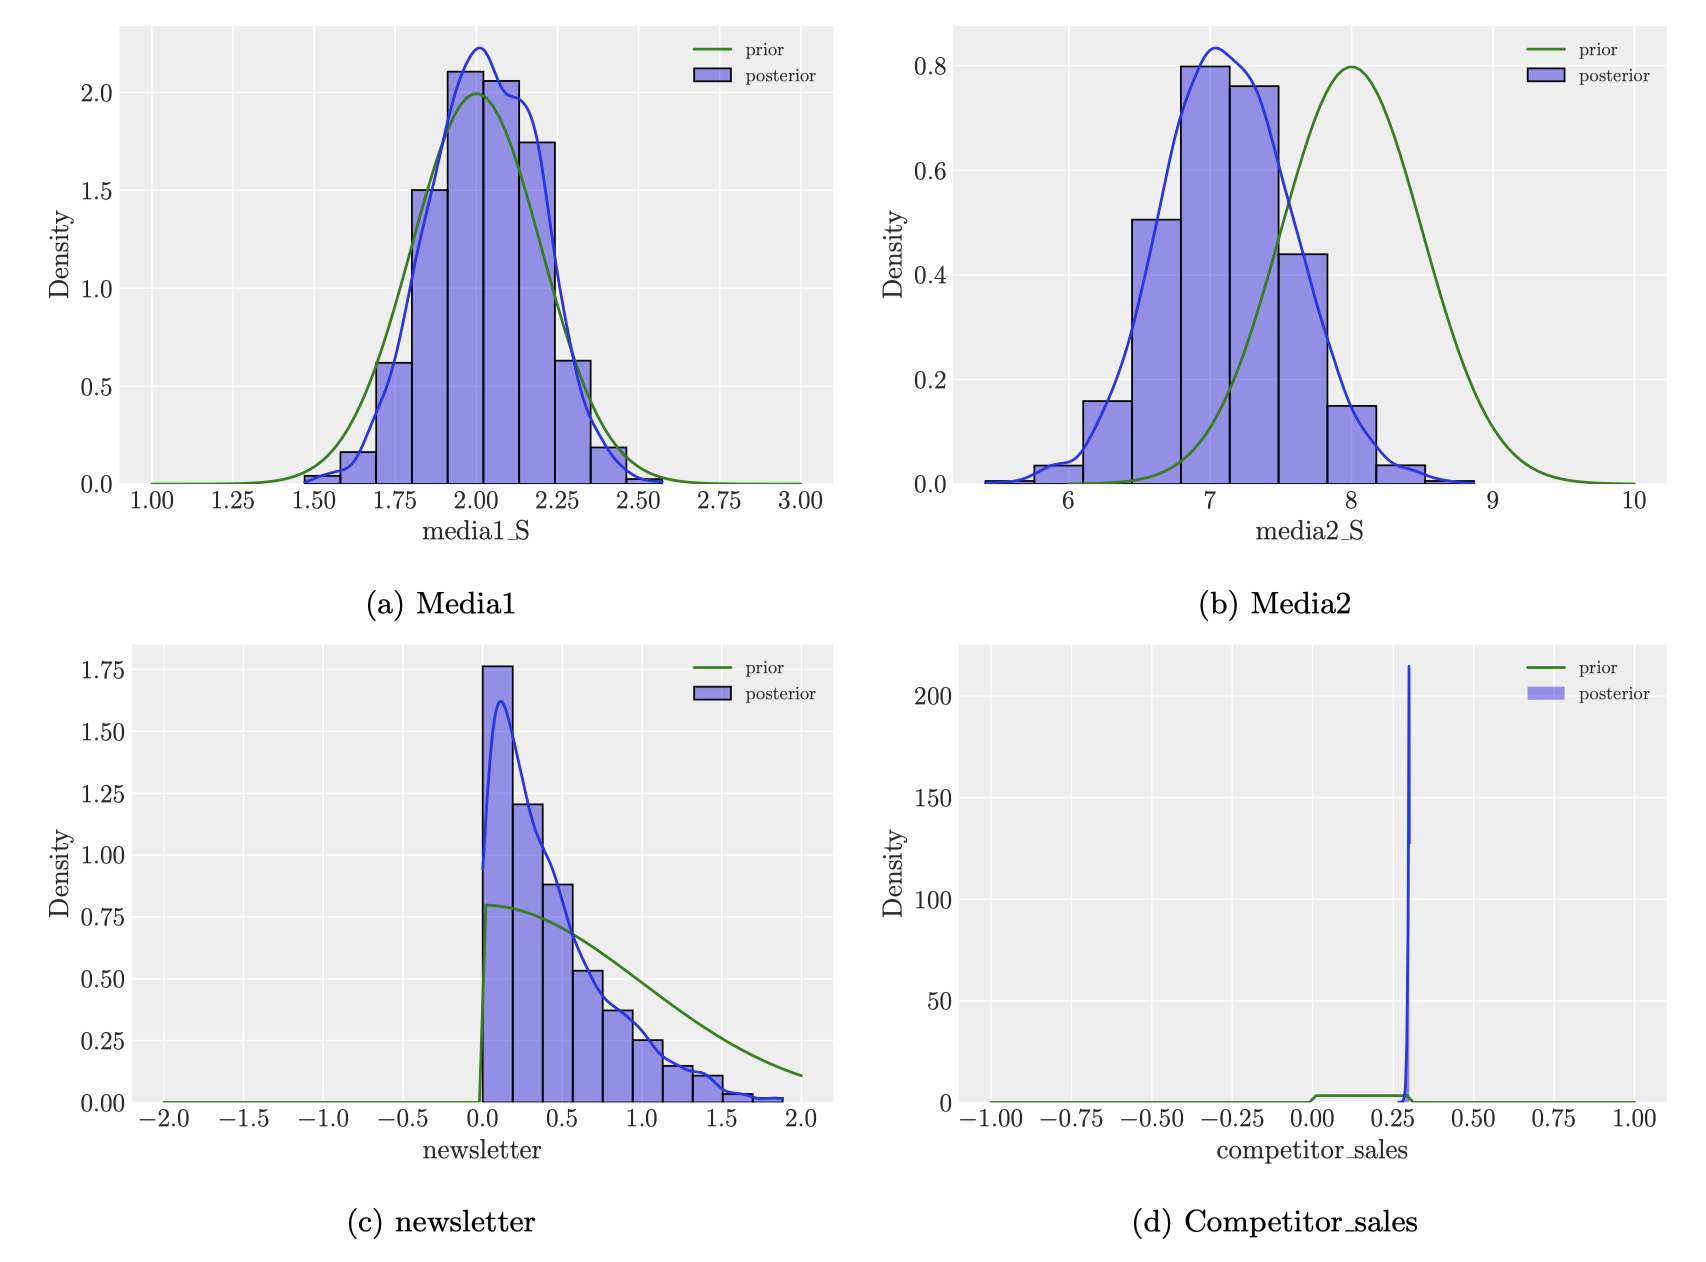 prior
posterior
2.0
1.5
1.0
0.5
0.0
Density
1.00 1.25 1.50 1.75 2.00 2.25 2.50 2.75 3.00
media1_S
(a) Media1
prior
posterior
0.8
0.6
0.4
0.2
0.0
Density
6 7 8 9 10
media2_S
(b) Media2
prior
posterior
1.75
1.50
1.25
1.00
0.75
0.50
0.25
0.00
Density
−2.0 −1.5 −1.0 −0.5 0.0 0.5 1.0 1.5 2.0
newsletter
(c) newsletter
prior
posterior
200
150
100
50
0
Density
−1.00 −0.75 −0.50 −0.25 0.00 0.25 0.50 0.75 1.00
competitor_sales
(d) Competitor_sales